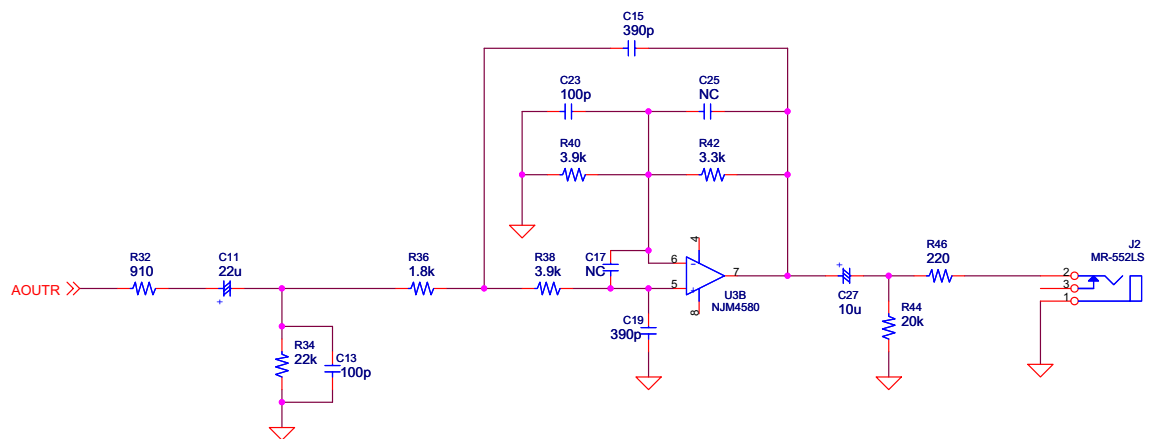 C15
390p
C23
100p
C25
NC
R40
3.9k
R42
3.3k
AOUTR
R32
910
C11
22u
+
R34
22k
C13
100p
R36
1.8k
R38
3.9k
C17
NC
C19
390p
4
6
-
5
+
7
8
U3B
NJM4580
+
C27
10u
R44
20k
R46
220
J2
MR-552LS
2
3
1